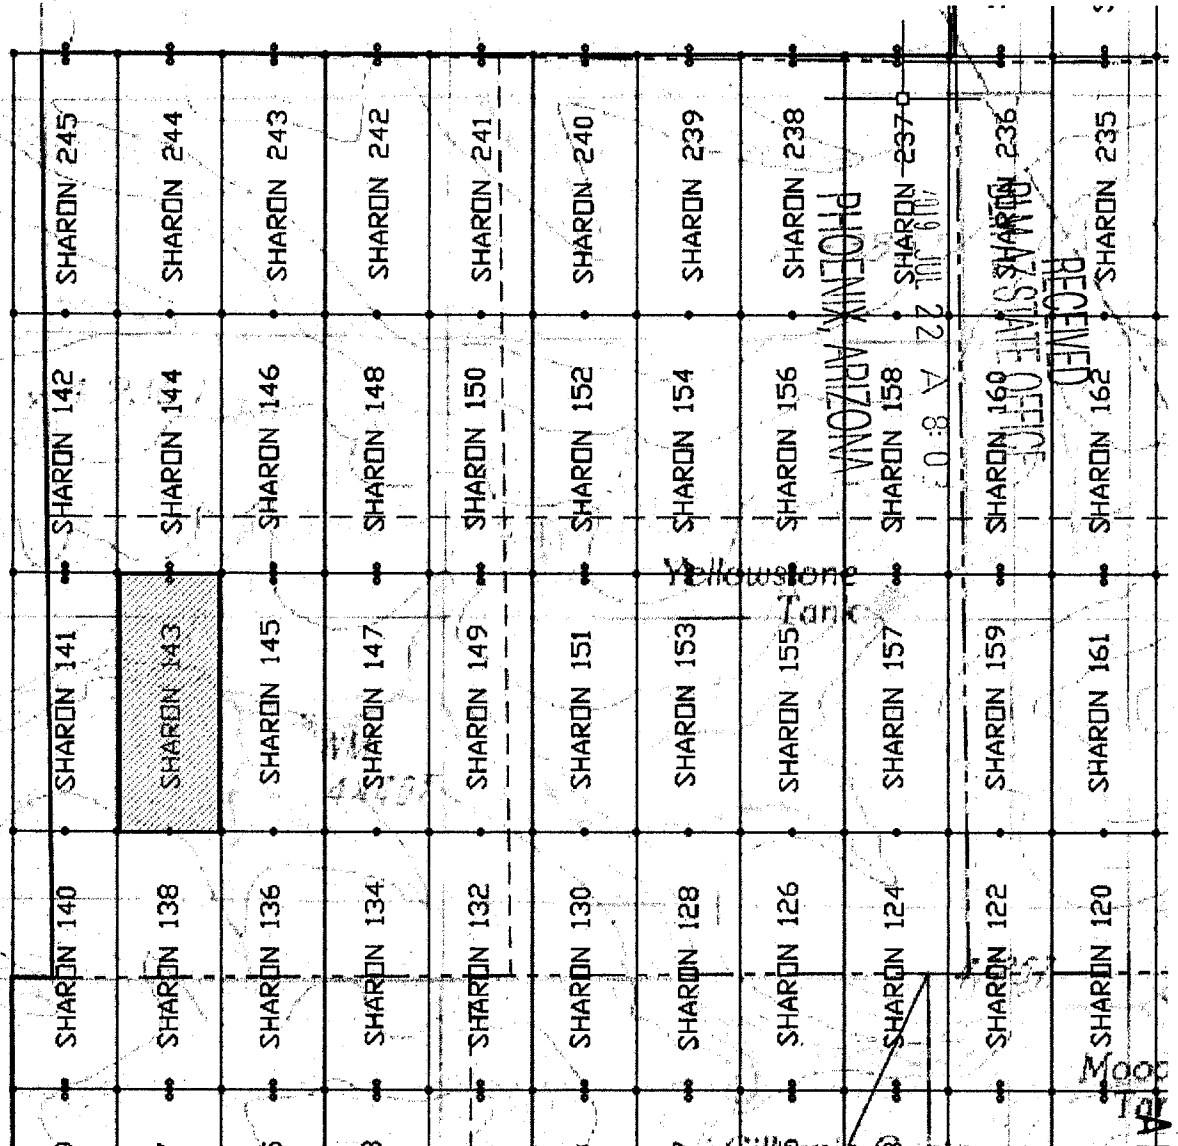 SHARON 245
SHARON 244
SHARON 243
SHARON 242
SHARON 241
SHARON 240
SHARON 239
SHARON 238
SHARON 237
SHARON 236
SHARON 235
RECEIVED
BLM AZ STATE OFFICE
2019 JUL 22 A 8:0
PHOENIX, ARIZONA
SHARON 142
SHARON 144
SHARON 146
SHARON 148
SHARON 150
SHARON 152
SHARON 154
SHARON 156
SHARON 158
SHARON 160
SHARON 162
Yellowstone
Tank
SHARON 141
SHARON 143
SHARON 145
SHARON 147
SHARON 149
SHARON 151
SHARON 153
SHARON 155
SHARON 157
SHARON 159
SHARON 161
SHARON 140
SHARON 138
SHARON 136
SHARON 134
SHARON 132
SHARON 130
SHARON 128
SHARON 126
SHARON 124
SHARON 122
SHARON 120